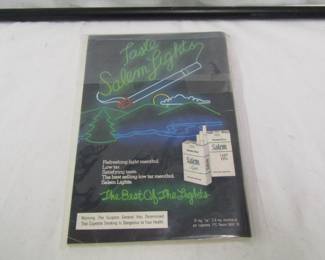 Taste
Salem Lights
Refreshing light menthol.
Low tar.
Satisfying taste.
The best selling low tar menthol.
Salem Lights.
Salem
Salem
The Best Of The Lights
Warning: The Surgeon General Has Determined
That Cigarette Smoking Is Dangerous to Your Health.